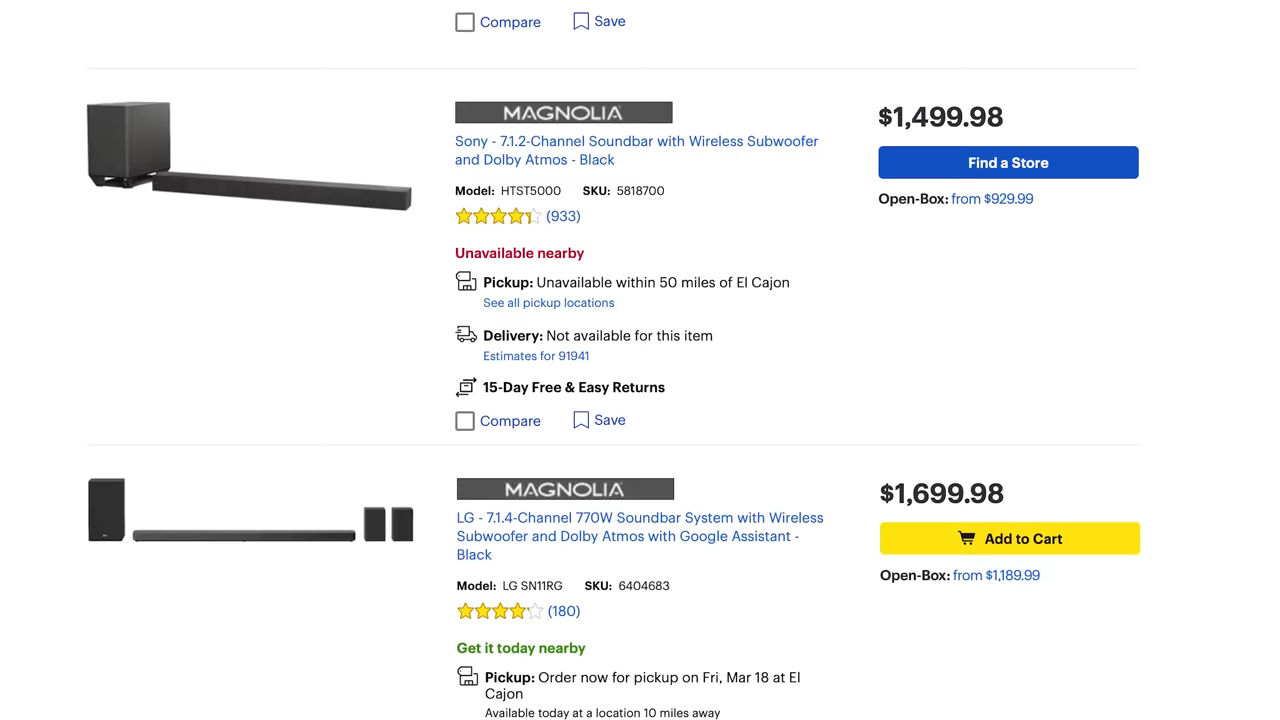 Compare
Save
MAGNOLIA
$1,499.98
Sony - 7.1.2-Channel Soundbar with Wireless Subwoofer
and Dolby Atmos - Black
Find a Store
Model: HTST5000 SKU: 5818700
Open-Box: from $929.99
(933)
Unavailable nearby
Pickup: Unavailable within 50 miles of El Cajon
See all pickup locations
Delivery: Not available for this item
Estimates for 91941
15-Day Free & Easy Returns
Compare
Save
MAGNOLIA
$1,699.98
LG - 7.1.4-Channel 770W Soundbar System with Wireless
Subwoofer and Dolby Atmos with Google Assistant -
Black
Add to Cart
Model: LG SN11RG SKU: 6404683
Open-Box: from $1,189.99
(180)
Get it today nearby
Pickup: Order now for pickup on Fri, Mar 18 at El
Cajon
Available today at a location 10 miles away